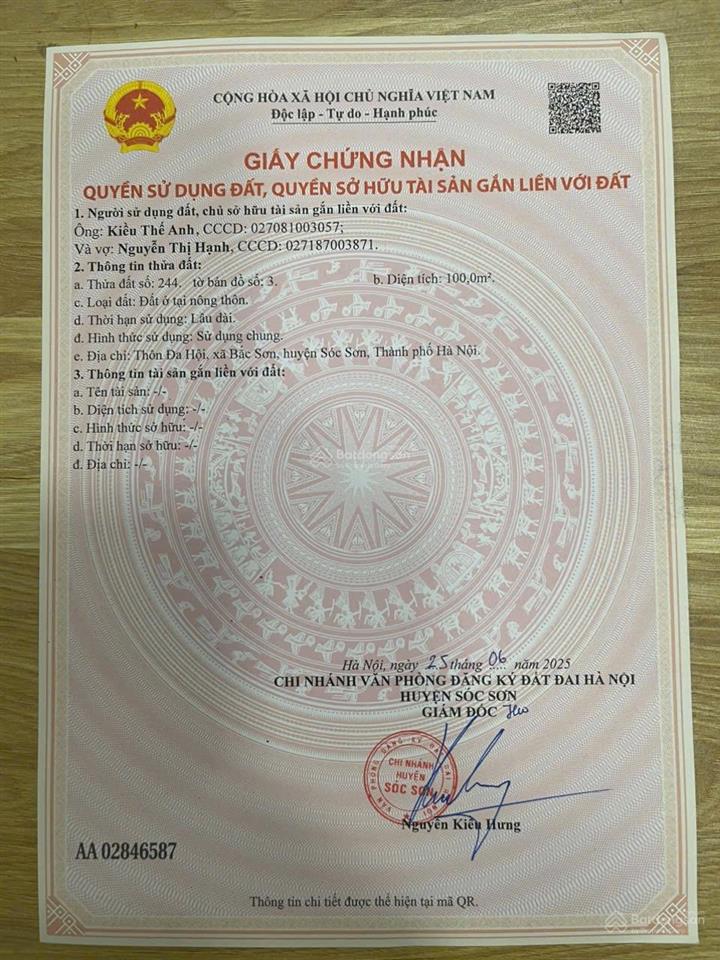 CỘNG HÒA XÃ HỘI CHỦ NGHĨA VIỆT NAM
Độc lập - Tự do - Hạnh phúc
GIẤY CHỨNG NHẬN
QUYỀN SỬ DỤNG ĐẤT, QUYỀN SỞ HỮU TÀI SẢN GẮN LIỀN VỚI ĐẤT
1. Người sử dụng đất, chủ sở hữu tài sản gắn liền với đất:
Ông: Kiều Thế Anh, CCCD: 027081003057;
Và vợ: Nguyễn Thị Hạnh, CCCD: 027187003871.
2. Thông tin thửa đất:
a. Thửa đất số: 244. tờ bản đồ số: 3. b. Diện tích: 100,0m².
c. Loại đất: Đất ở tại nông thôn.
d. Thời hạn sử dụng: Lâu dài.
đ. Hình thức sử dụng: Sử dụng chung.
e. Địa chỉ: Thôn Đa Hội, xã Bắc Sơn, huyện Sóc Sơn, Thành phố Hà Nội.
3. Thông tin tài sản gắn liền với đất:
a. Tên tài sản: -/-
b. Diện tích sử dụng: -/-
c. Hình thức sở hữu: -/-
d. Thời hạn sở hữu: -/-
đ. Địa chỉ: -/-
Batdongsan
Hà Nội, ngày 25 tháng 06 năm 2025
CHI NHÁNH VĂN PHÒNG ĐĂNG KÝ ĐẤT ĐAI HÀ NỘI
HUYỆN SÓC SƠN
GIÁM ĐỐC
CHI NHÁNH
HUYỆN
SÓC SƠN
Nguyễn Kiều Hưng
AA 02846587
Thông tin chi tiết được thể hiện tại mã QR.
Batdongsan